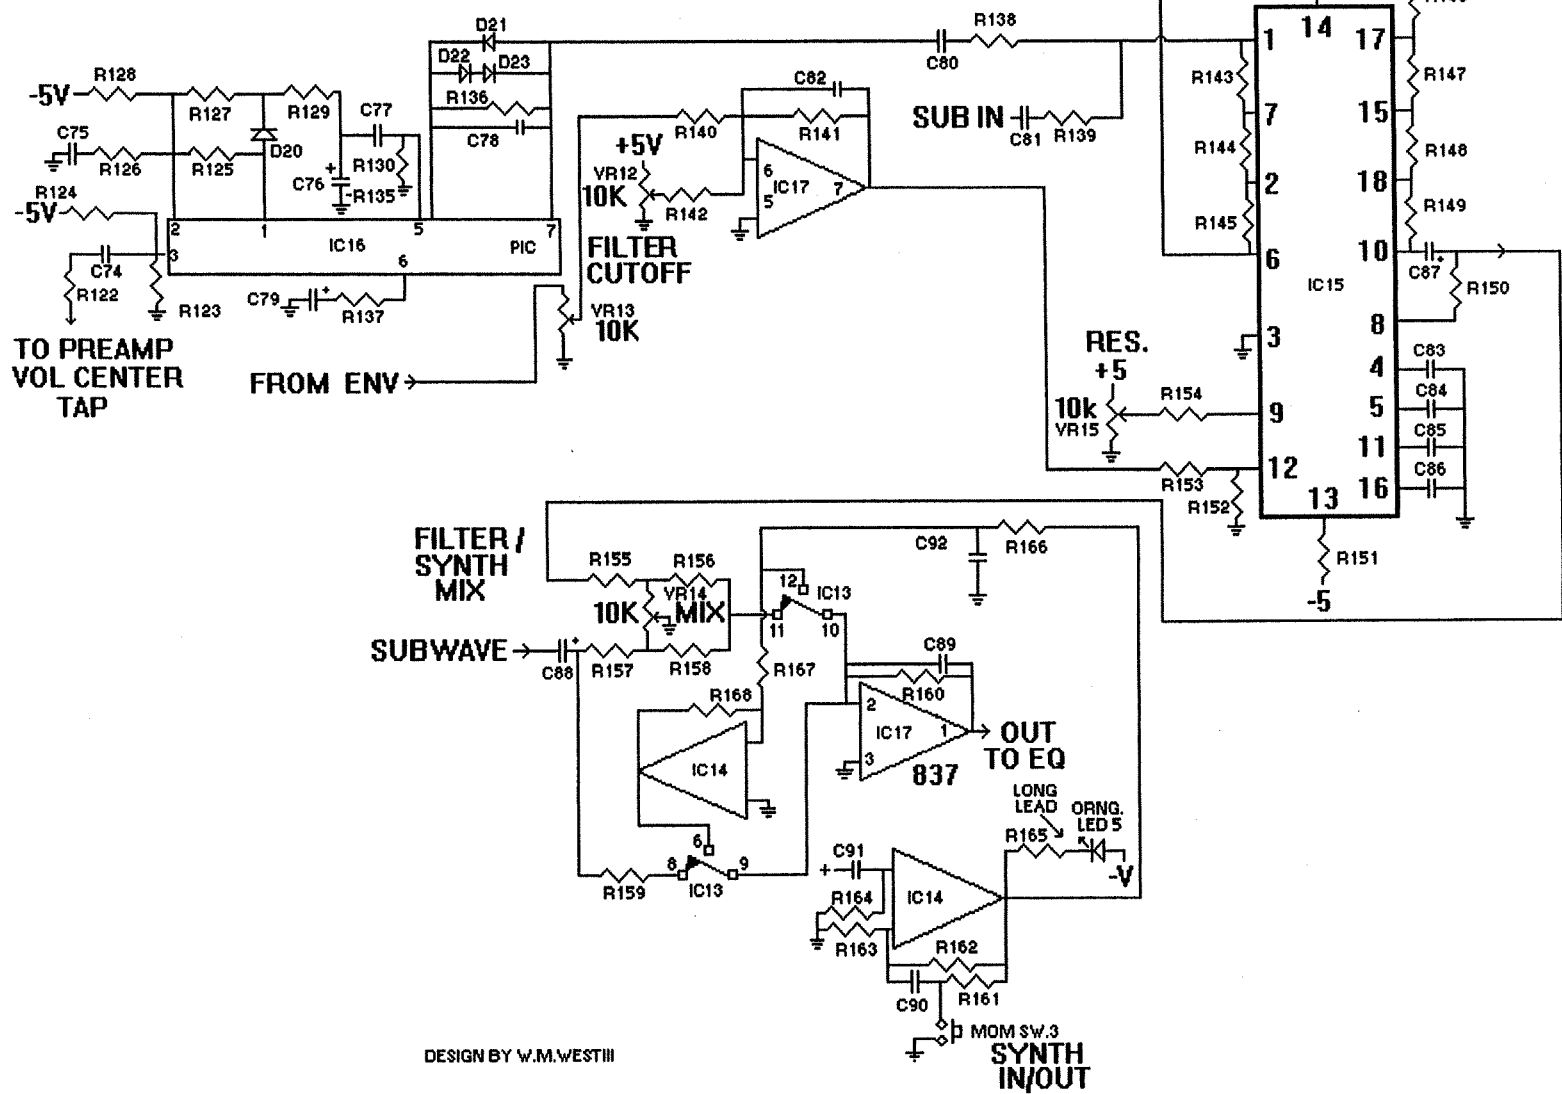 D21
R138
14
1
17
D22
D23
C80
R128
-5V
R127
R129
C77
R136
C82
R143
R147
SUB IN
C81
R139
7
15
C75
R126
R125
D20
R130
C78
R140
R141
+5V
R144
R148
C76
+
-
R135
VR12
10K
R142
6
5
IC17
7
2
18
R124
-5V
R145
R149
2
1
5
7
IC16
PIC
3
6
FILTER
CUTOFF
6
10
C87
+
C74
R122
R123
C79
+
R137
VR13
10K
IC15
R150
8
TO PREAMP
VOL CENTER
TAP
FROM ENV
RES.
+5
3
4
C83
10k
VR15
R154
9
5
C84
11
C85
R153
12
16
C86
R152
13
FILTER /
SYNTH
MIX
C92
R166
R151
-5
R155
R156
12
IC13
VR14
10K
MIX
11
10
SUBWAVE
C88
+
R157
R158
R167
C89
R160
R168
2
IC17
1
3
OUT
TO EQ
837
IC14
LONG
LEAD
ORNG.
LED 5
R165
-V
6
8
9
IC13
R159
C91
+
R164
R163
IC14
R162
C90
R161
MOM SW.3
SYNTH
IN/OUT
DESIGN BY W.M.WESTIII